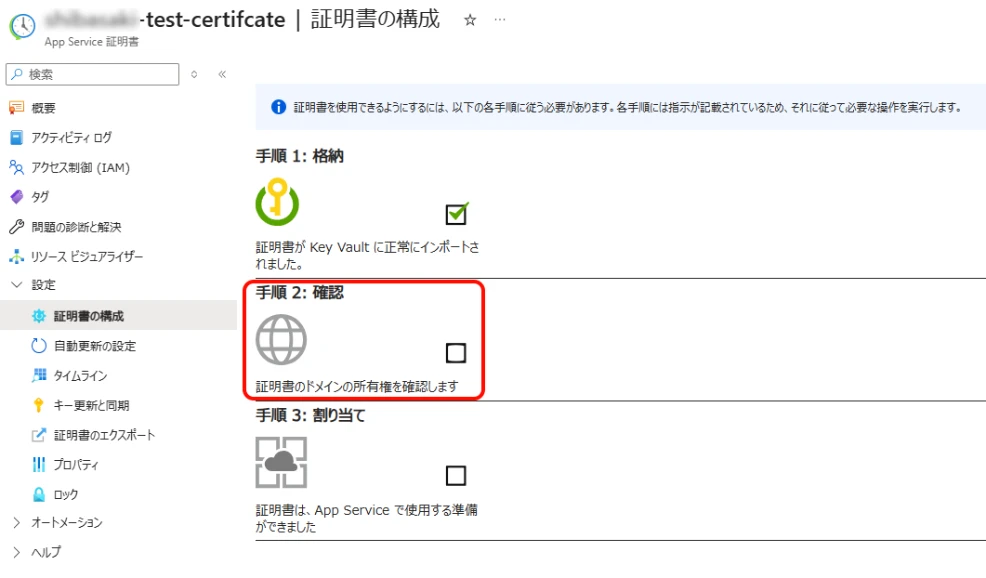 -test-certifcate | 証明書の構成 ☆ …
App Service 証明書
検索
概要
アクティビティ ログ
アクセス制御 (IAM)
タグ
問題の診断と解決
リソース ビジュアライザー
設定
証明書の構成
自動更新の設定
タイムライン
キー更新と同期
証明書のエクスポート
プロパティ
ロック
オートメーション
ヘルプ
証明書を使用できるようにするには、以下の各手順に従う必要があります。各手順には指示が記載されているため、それに従って必要な操作を実行します。
手順 1: 格納
証明書が Key Vault に正常にインポートさ
れました。
手順 2: 確認
証明書のドメインの所有権を確認します
手順 3: 割り当て
証明書は、App Service で使用する準備
ができました